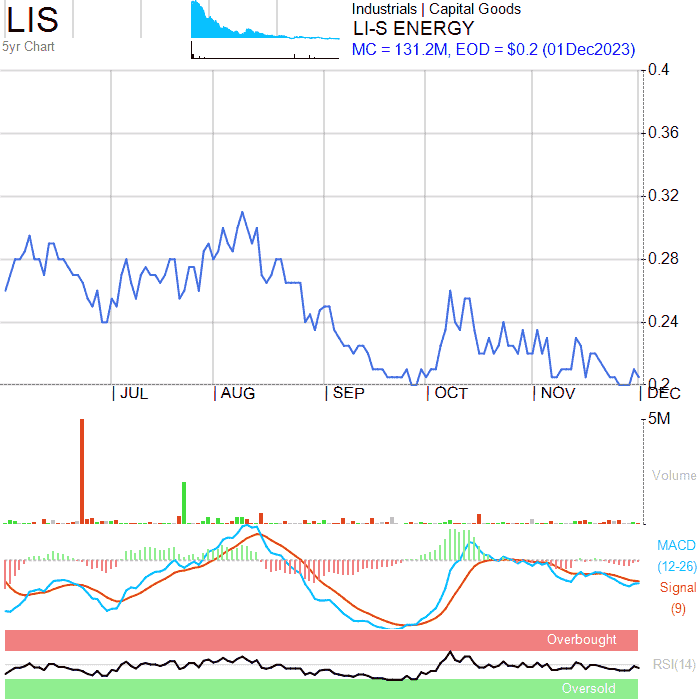 LIS
5yr Chart
Industrials | Capital Goods
LI-S ENERGY
MC = 131.2M, EOD = $0.2 (01Dec2023)
0.4
0.36
0.32
0.28
0.24
0.2
JUL AUG SEP OCT NOV DEC
5M
Volume
MACD
(12-26)
Signal
(9)
Overbought
RSI(14)
Oversold